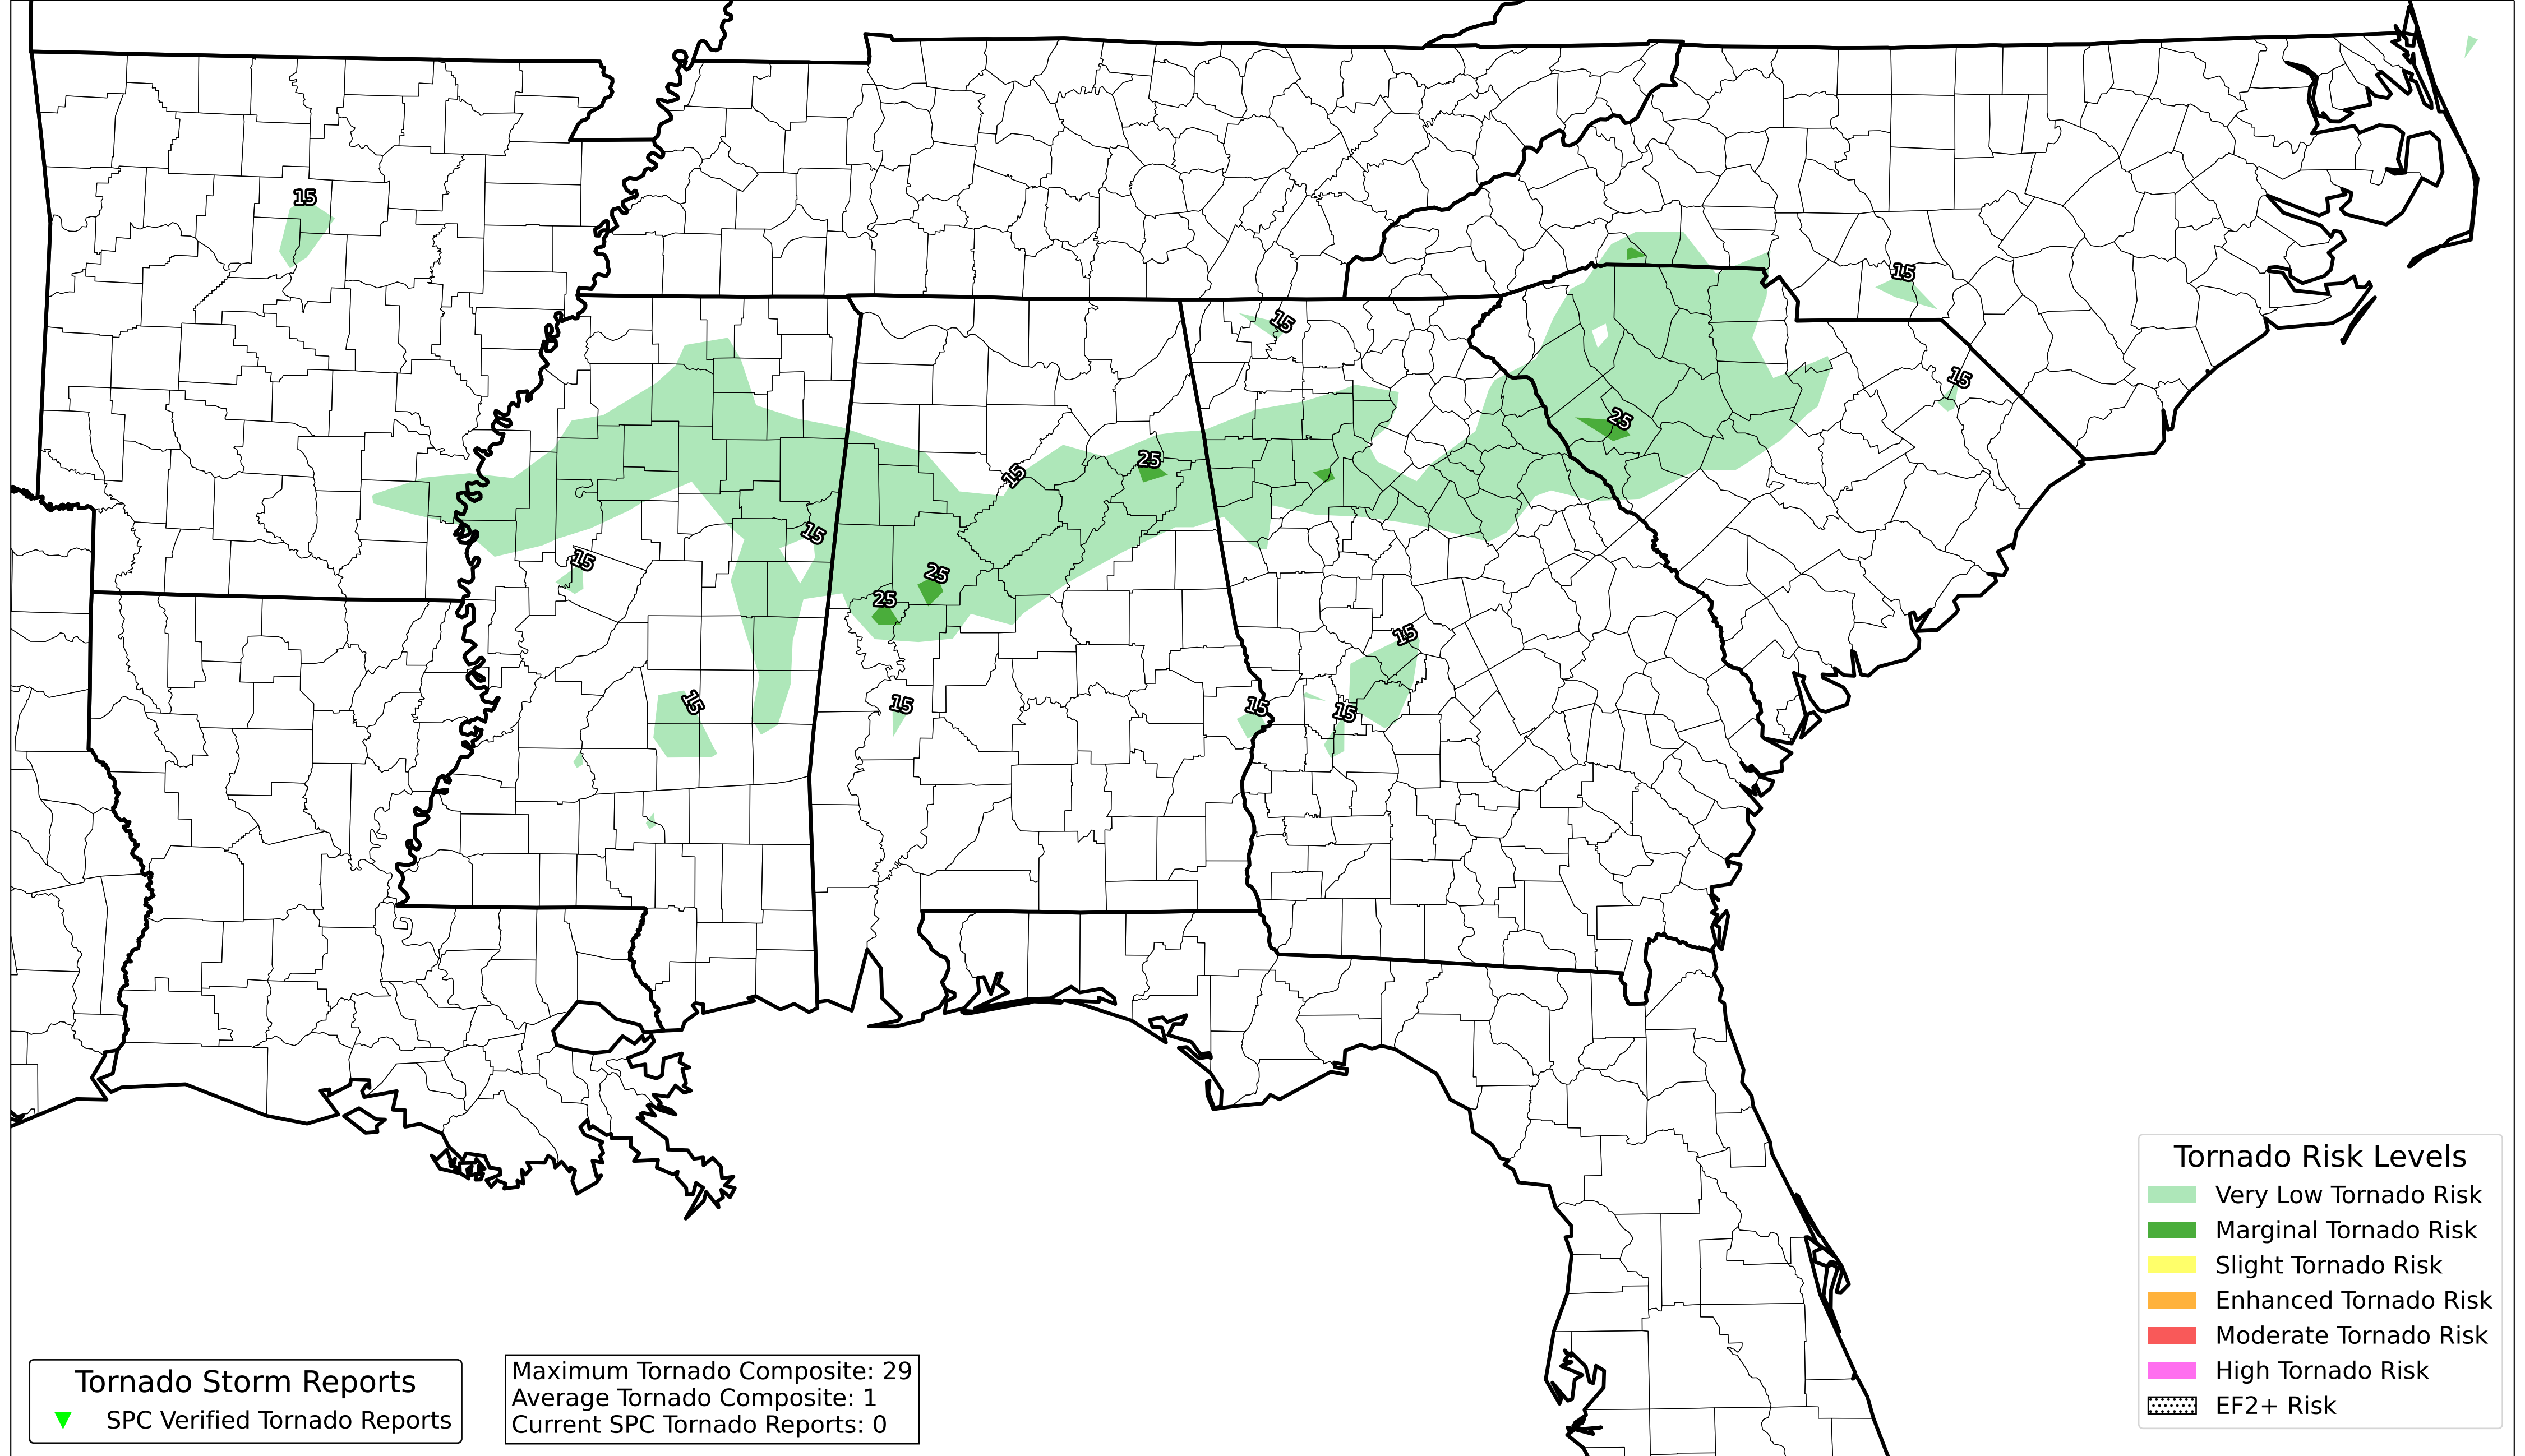 15
15
15
15
25
15
25
15
15
25
25
15
15
15
15
15
15
Tornado Risk Levels
Very Low Tornado Risk
Marginal Tornado Risk
Slight Tornado Risk
Enhanced Tornado Risk
Moderate Tornado Risk
High Tornado Risk
EF2+ Risk
Tornado Storm Reports
SPC Verified Tornado Reports
Maximum Tornado Composite: 29
Average Tornado Composite: 1
Current SPC Tornado Reports: 0